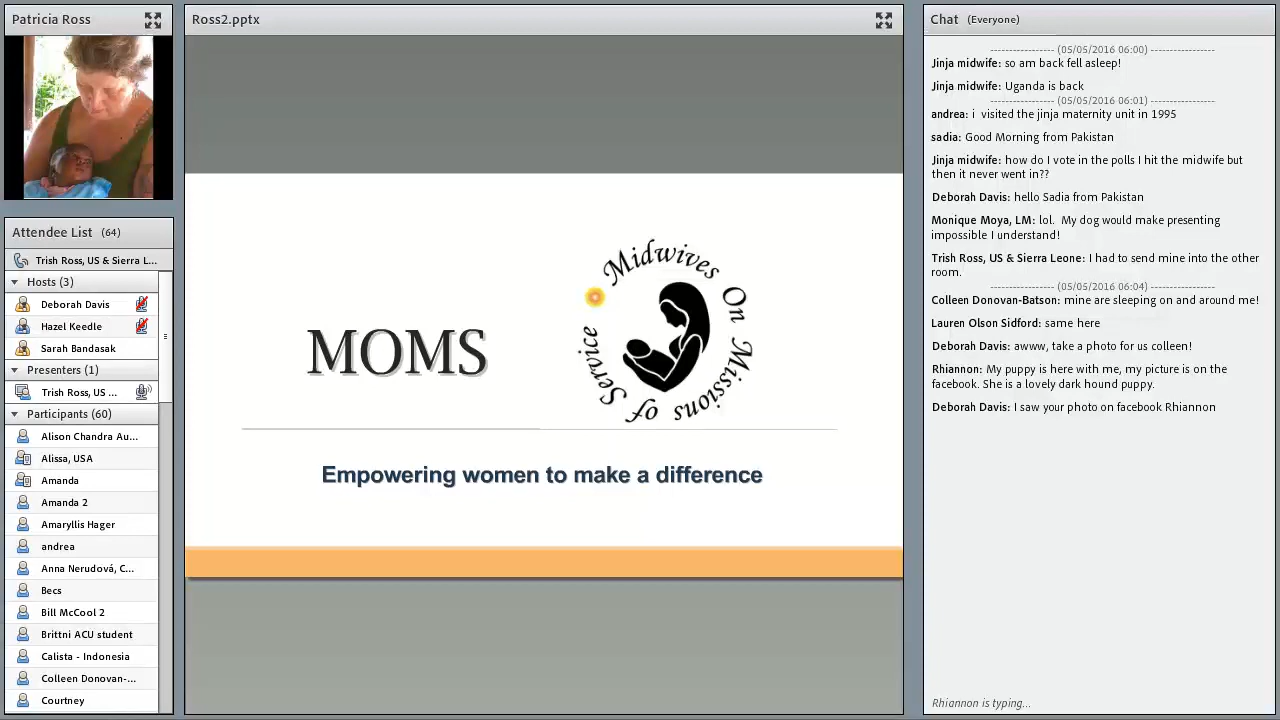 Patricia Ross
Attendee List (64)
Trish Ross, US & Sierra L...
Hosts (3)
Deborah Davis
Hazel Keedle
Sarah Bandasak
Presenters (1)
Trish Ross, US ...
Participants (60)
Alison Chandra Au...
Alissa, USA
Amanda
Amanda 2
Amaryllis Hager
andrea
Anna Nerudová, C...
Becs
Bill McCool 2
Brittni ACU student
Calista - Indonesia
Colleen Donovan-...
Courtney
Ross2.pptx
MOMS
Midwives On Missions of Service
Empowering women to make a difference
Chat (Everyone)
----------------- (05/05/2016 06:00) -----------------
Jinja midwife: so am back fell asleep!
Jinja midwife: Uganda is back
----------------- (05/05/2016 06:01) -----------------
andrea: i visited the jinja maternity unit in 1995
sadia: Good Morning from Pakistan
Jinja midwife: how do I vote in the polls I hit the midwife but
then it never went in??
Deborah Davis: hello Sadia from Pakistan
Monique Moya, LM: lol. My dog would make presenting
impossible I understand!
Trish Ross, US & Sierra Leone: I had to send mine into the other
room.
----------------- (05/05/2016 06:04) -----------------
Colleen Donovan-Batson: mine are sleeping on and around me!
Lauren Olson Sidford: same here
Deborah Davis: awww, take a photo for us colleen!
Rhiannon: My puppy is here with me, my picture is on the
facebook. She is a lovely dark hound puppy.
Deborah Davis: I saw your photo on facebook Rhiannon
Rhiannon is typing...